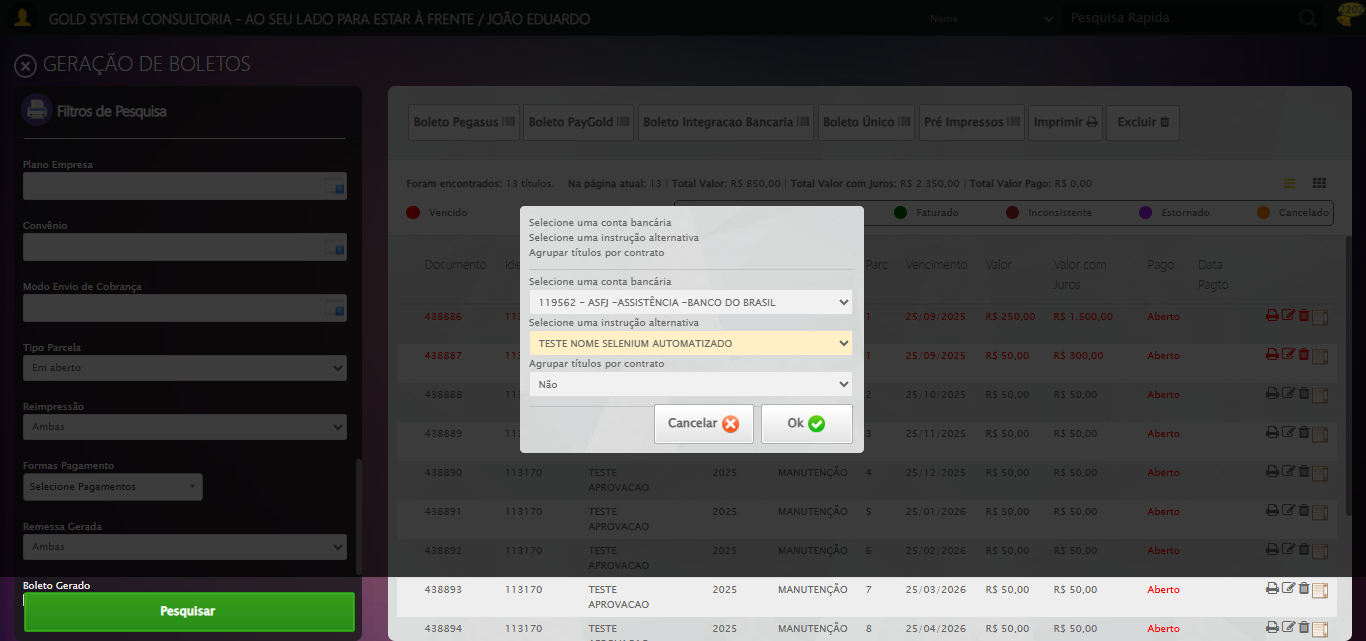 GOLD SYSTEM CONSULTORIA - AO SEU LADO PARA ESTAR À FRENTE / JOÃO EDUARDO
Nome
Pesquisa Rapida
2202
GERAÇÃO DE BOLETOS
Filtros de Pesquisa
Plano Empresa
Convênio
Modo Envio de Cobrança
Tipo Parcela
Em aberto
Reimpressão
Ambas
Formas Pagamento
Selecione Pagamentos
Remessa Gerada
Ambas
Boleto Gerado
Pesquisar
Boleto Pegasus
Boleto PayGold
Boleto Integracao Bancaria
Boleto Único
Pré Impressos
Imprimir
Excluir
Foram encontrados: 13 títulos. Na página atual: 13 | Total Valor: R$ 850,00 | Total Valor com Juros: R$ 2.350,00 | Total Valor Pago: R$ 0,00
Vencido
Faturado
Inconsistente
Estornado
Cancelado
Selecione uma conta bancária
Selecione uma instrução alternativa
Agrupar títulos por contrato
Selecione uma conta bancária
119562 - ASFJ -ASSISTÊNCIA -BANCO DO BRASIL
Selecione uma instrução alternativa
TESTE NOME SELENIUM AUTOMATIZADO
Agrupar títulos por contrato
Não
Cancelar
Ok
Documento Ide Parc Vencimento Valor Valor com Juros Pago Data Pagto
438886 113 1 25/09/2025 R$ 250,00 R$ 1.500,00 Aberto
438887 113 1 25/09/2025 R$ 50,00 R$ 300,00 Aberto
438888 113 2 25/10/2025 R$ 50,00 R$ 50,00 Aberto
438889 113 3 25/11/2025 R$ 50,00 R$ 50,00 Aberto
438890 113170 TESTE APROVACAO 2025 MANUTENÇÃO 4 25/12/2025 R$ 50,00 R$ 50,00 Aberto
438891 113170 TESTE APROVACAO 2025 MANUTENÇÃO 5 25/01/2026 R$ 50,00 R$ 50,00 Aberto
438892 113170 TESTE APROVACAO 2025 MANUTENÇÃO 6 25/02/2026 R$ 50,00 R$ 50,00 Aberto
438893 113170 TESTE APROVACAO 2025 MANUTENÇÃO 7 25/03/2026 R$ 50,00 R$ 50,00 Aberto
438894 113170 TESTE 2025 MANUTENÇÃO 8 25/04/2026 R$ 50,00 R$ 50,00 Aberto